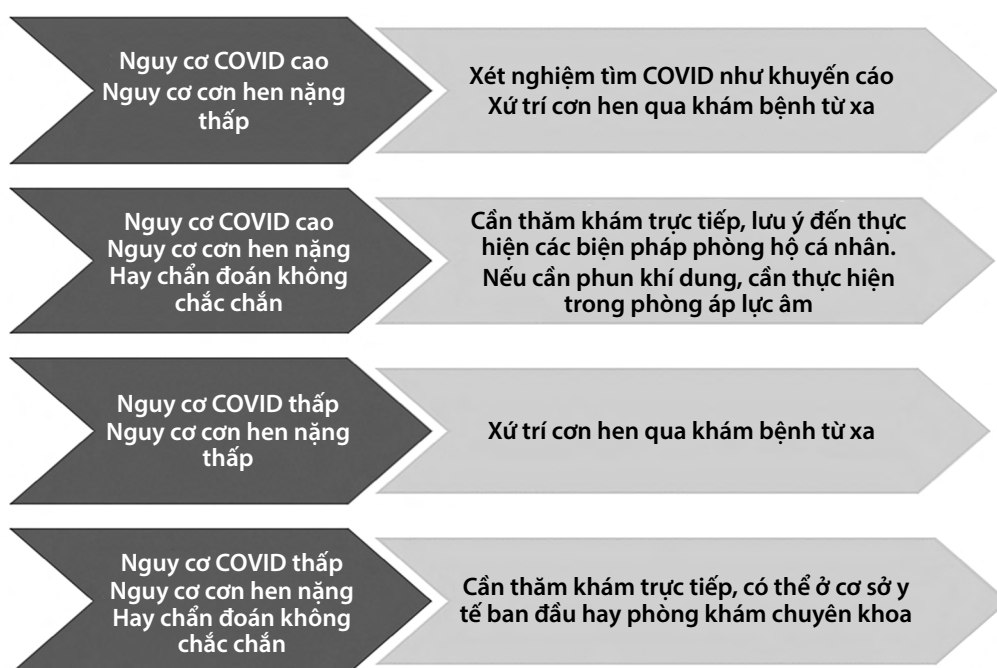 Nguy cơ COVID cao
Nguy cơ cơn hen nặng
thấp
Xét nghiệm tìm COVID như khuyến cáo
Xứ trí cơn hen qua khám bệnh từ xa
Nguy cơ COVID cao
Nguy cơ cơn hen nặng
Hay chẩn đoán không
chắc chắn
Cần thăm khám trực tiếp, lưu ý đến thực
hiện các biện pháp phòng hộ cá nhân.
Nếu cần phun khí dung, cần thực hiện
trong phòng áp lực âm
Nguy cơ COVID thấp
Nguy cơ cơn hen nặng
thấp
Xứ trí cơn hen qua khám bệnh từ xa
Nguy cơ COVID thấp
Nguy cơ cơn hen nặng
Hay chẩn đoán không
chắc chắn
Cần thăm khám trực tiếp, có thể ở cơ sở y
tế ban đầu hay phòng khám chuyên khoa